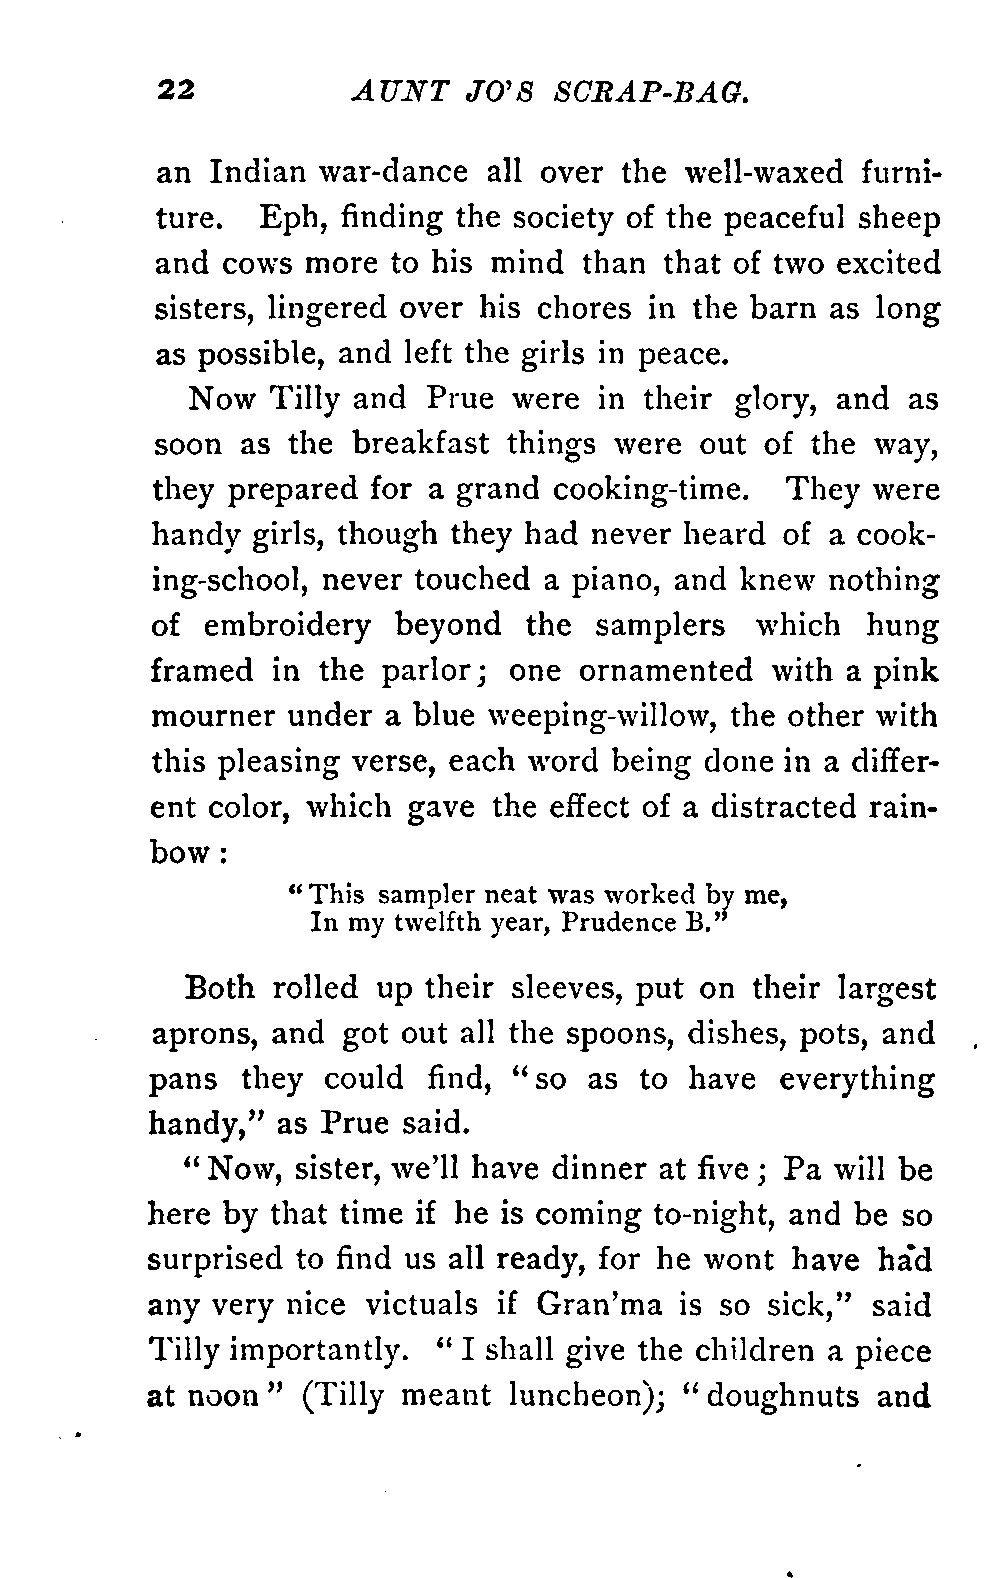 22 AUNT JO'S SCRAP-BAG.
an Indian war-dance all over the well-waxed furni-
ture. Eph, finding the society of the peaceful sheep
and cows more to his mind than that of two excited
sisters, lingered over his chores in the barn as long
as possible, and left the girls in peace.
Now Tilly and Prue were in their glory, and as
soon as the breakfast things were out of the way,
they prepared for a grand cooking-time. They were
handy girls, though they had never heard of a cook-
ing-school, never touched a piano, and knew nothing
of embroidery beyond the samplers which hung
framed in the parlor; one ornamented with a pink
mourner under a blue weeping-willow, the other with
this pleasing verse, each word being done in a differ-
ent color, which gave the effect of a distracted rain-
bow :
“This sampler neat was worked by me,
In my twelfth year, Prudence B.”
Both rolled up their sleeves, put on their largest
aprons, and got out all the spoons, dishes, pots, and
pans they could find, “so as to have everything
handy,” as Prue said.
“Now, sister, we'll have dinner at five; Pa will be
here by that time if he is coming to-night, and be so
surprised to find us all ready, for he wont have had
any very nice victuals if Gran'ma is so sick,” said
Tilly importantly. “I shall give the children a piece
at noon” (Tilly meant luncheon); “doughnuts and